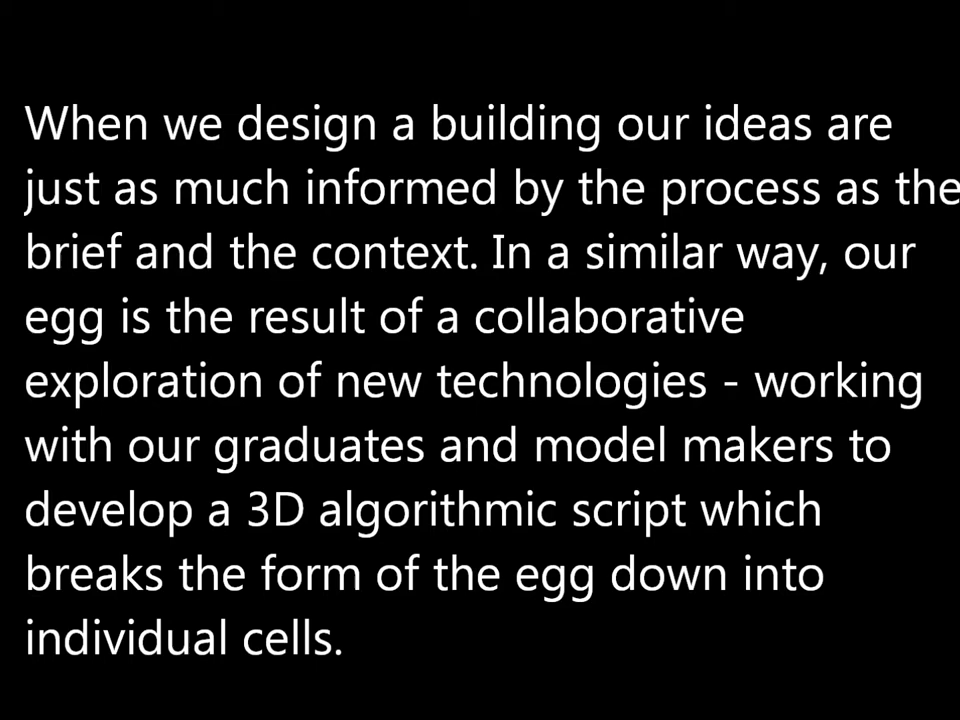 When we design a building our ideas are
just as much informed by the process as the
brief and the context. In a similar way, our
egg is the result of a collaborative
exploration of new technologies - working
with our graduates and model makers to
develop a 3D algorithmic script which
breaks the form of the egg down into
individual cells.